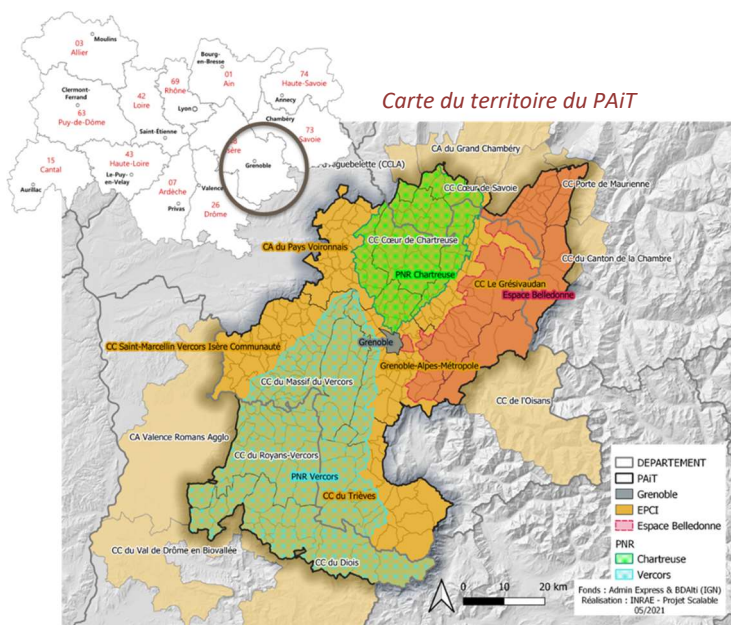 03
Allier
Moulins
Bourg-
en-Bresse
01
Ain
74
Haute-Savoie
Annecy
69
Rhône
42
Loire
Clermont-
Ferrand
63
Puy-de-Dôme
Lyon
Chambéry
Saint-Étienne
73
Savoie
Grenoble
15
Cantal
Aurillac
43
Haute-Loire
Le-Puy-
en-Velay
07
Ardèche
Privas
Valence
26
Drôme
Carte du territoire du PAiT
CA du Grand Chambéry
(CCLA)
CC Cœur de Savoie
CC Porte de Maurienne
CC Cœur de Chartreuse
CA du Pays Voironnais
CC du Canton de la Chambre
PNR Chartreuse
CC Le Grésivaudan
Espace Belledonne
CC Saint-Marcellin Vercors Isère Communauté
Grenoble
Grenoble-Alpes-Métropole
CC du Massif du Vercors
CC de l'Oisans
CA Valence Romans Agglo
CC du Royans-Vercors
PNR Vercors
CC du Trièves
CC du Val de Drôme en Biovallée
CC du Diois
DEPARTEMENT
PAiT
Grenoble
EPCI
Espace Belledonne
PNR
Chartreuse
Vercors
0 10 20 km
Fonds : Admin Express & BDAlti (IGN)
Réalisation : INRAE - Projet Scalable
05/2021